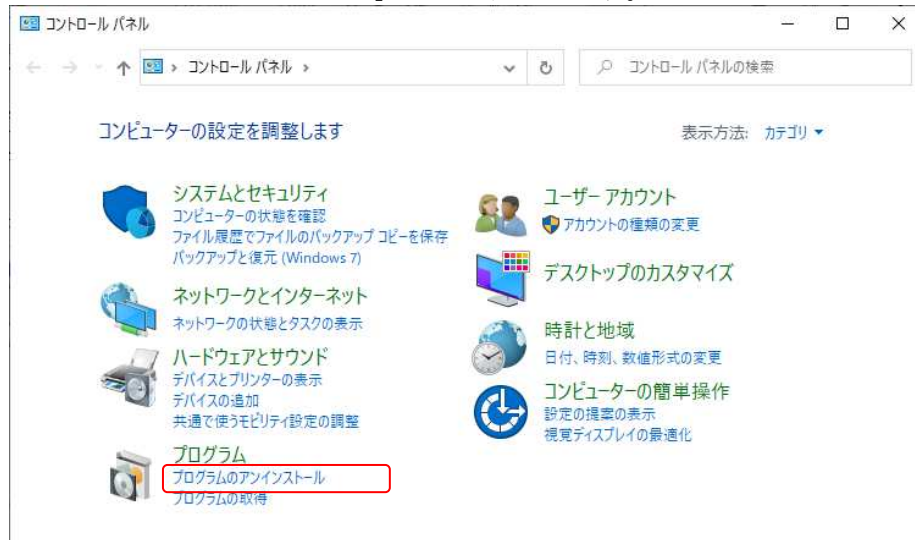 コントロール パネル
コントロール パネル
コントロール パネルの検索
コンピューターの設定を調整します
表示方法: カテゴリ
システムとセキュリティ
コンピューターの状態を確認
ファイル履歴でファイルのバックアップ コピーを保存
バックアップと復元 (Windows 7)
ネットワークとインターネット
ネットワークの状態とタスクの表示
ハードウェアとサウンド
デバイスとプリンターの表示
デバイスの追加
共通で使うモビリティ設定の調整
プログラム
プログラムのアンインストール
プログラムの取得
ユーザー アカウント
アカウントの種類の変更
デスクトップのカスタマイズ
時計と地域
日付、時刻、数値形式の変更
コンピューターの簡単操作
設定の提案の表示
視覚ディスプレイの最適化